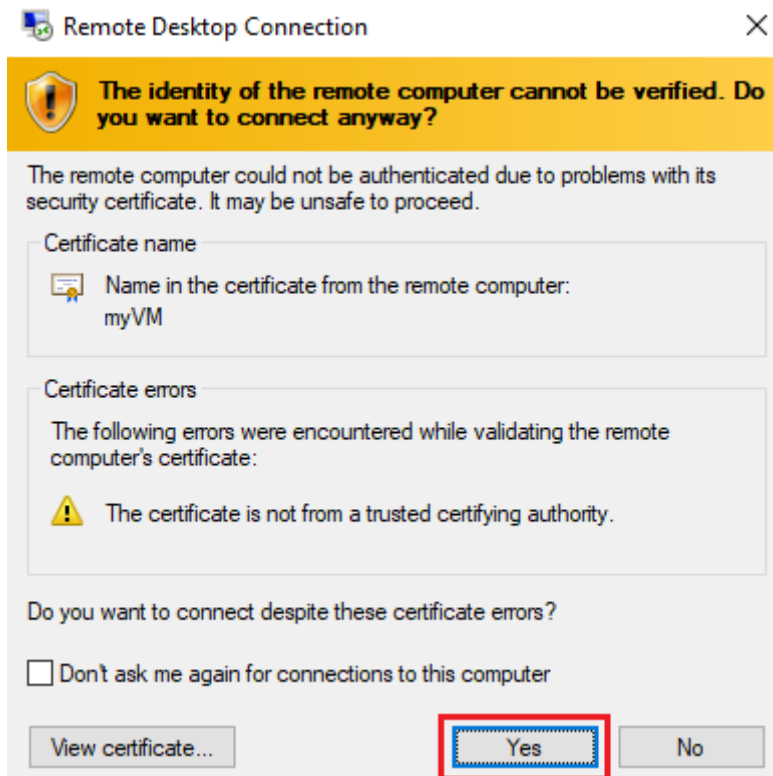 Remote Desktop Connection
The identity of the remote computer cannot be verified. Do
you want to connect anyway?
The remote computer could not be authenticated due to problems with its
security certificate. It may be unsafe to proceed.
Certificate name
Name in the certificate from the remote computer:
myVM
Certificate errors
The following errors were encountered while validating the remote
computer's certificate:
The certificate is not from a trusted certifying authority.
Do you want to connect despite these certificate errors?
Don't ask me again for connections to this computer
View certificate...
Yes
No